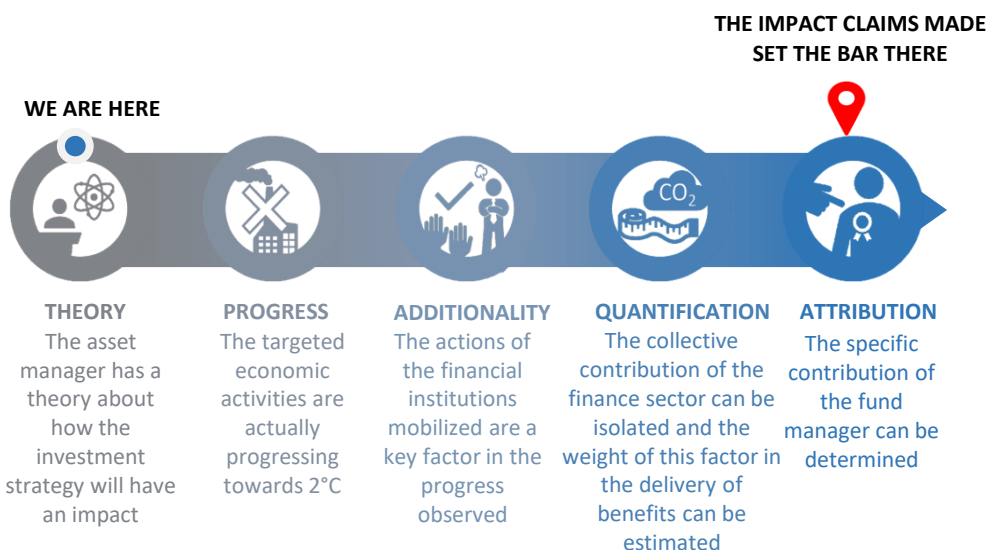 THE IMPACT CLAIMS MADE
SET THE BAR THERE
WE ARE HERE
CO2
THEORY
The asset
manager has a
theory about
how the
investment
strategy will have
an impact
PROGRESS
The targeted
economic
activities are
actually
progressing
towards 2°C
ADDITIONALITY
The actions of
the financial
institutions
mobilized are a
key factor in the
progress
observed
QUANTIFICATION
The collective
contribution of the
finance sector can be
isolated and the
weight of this factor in
the delivery of
benefits can be
estimated
ATTRIBUTION
The specific
contribution of
the fund
manager can be
determined